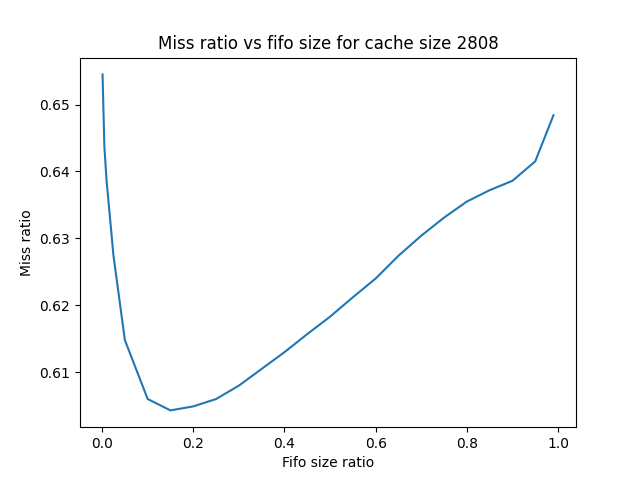 Miss ratio vs fifo size for cache size 2808
0.65
0.64
0.63
0.62
0.61
Miss ratio
0.0 0.2 0.4 0.6 0.8 1.0
Fifo size ratio